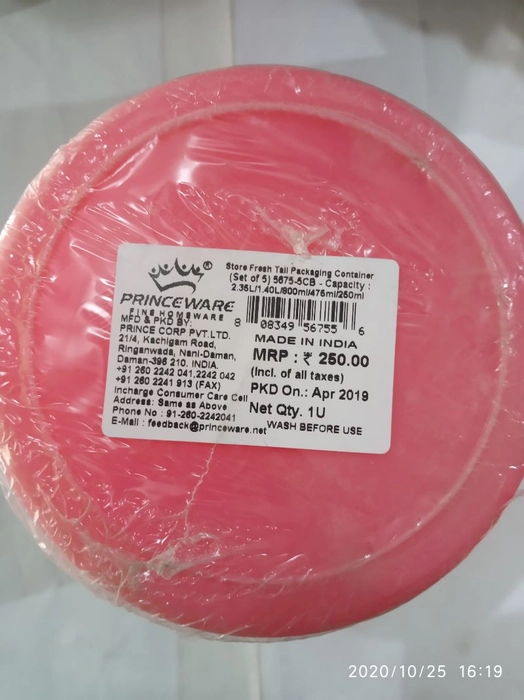 Store Fresh Tall Packaging Container
(Set of 5) 5675-5CB - Capacity :
2.35L/1.40L/800ml/475ml/250ml
®
PRINCEWARE
FINE HOMEWARE
MFD & PKD BY:
PRINCE CORP PVT.LTD.
21/4, Kachigam Road,
Ringanwada, Nani-Daman,
Daman-396 210. INDIA.
+91 260 2242 041,2242 042
+91 260 2241 913 (FAX)
Incharge Consumer Care Cell
Address: Same as Above
Phone No : 91-260-2242041
E-Mail : feedback@princeware.net
8 08349 56755 6
MADE IN INDIA
MRP : ₹ 250.00
(Incl. of all taxes)
PKD On.: Apr 2019
Net Qty. 1U
WASH BEFORE USE
2020/10/25 16:19